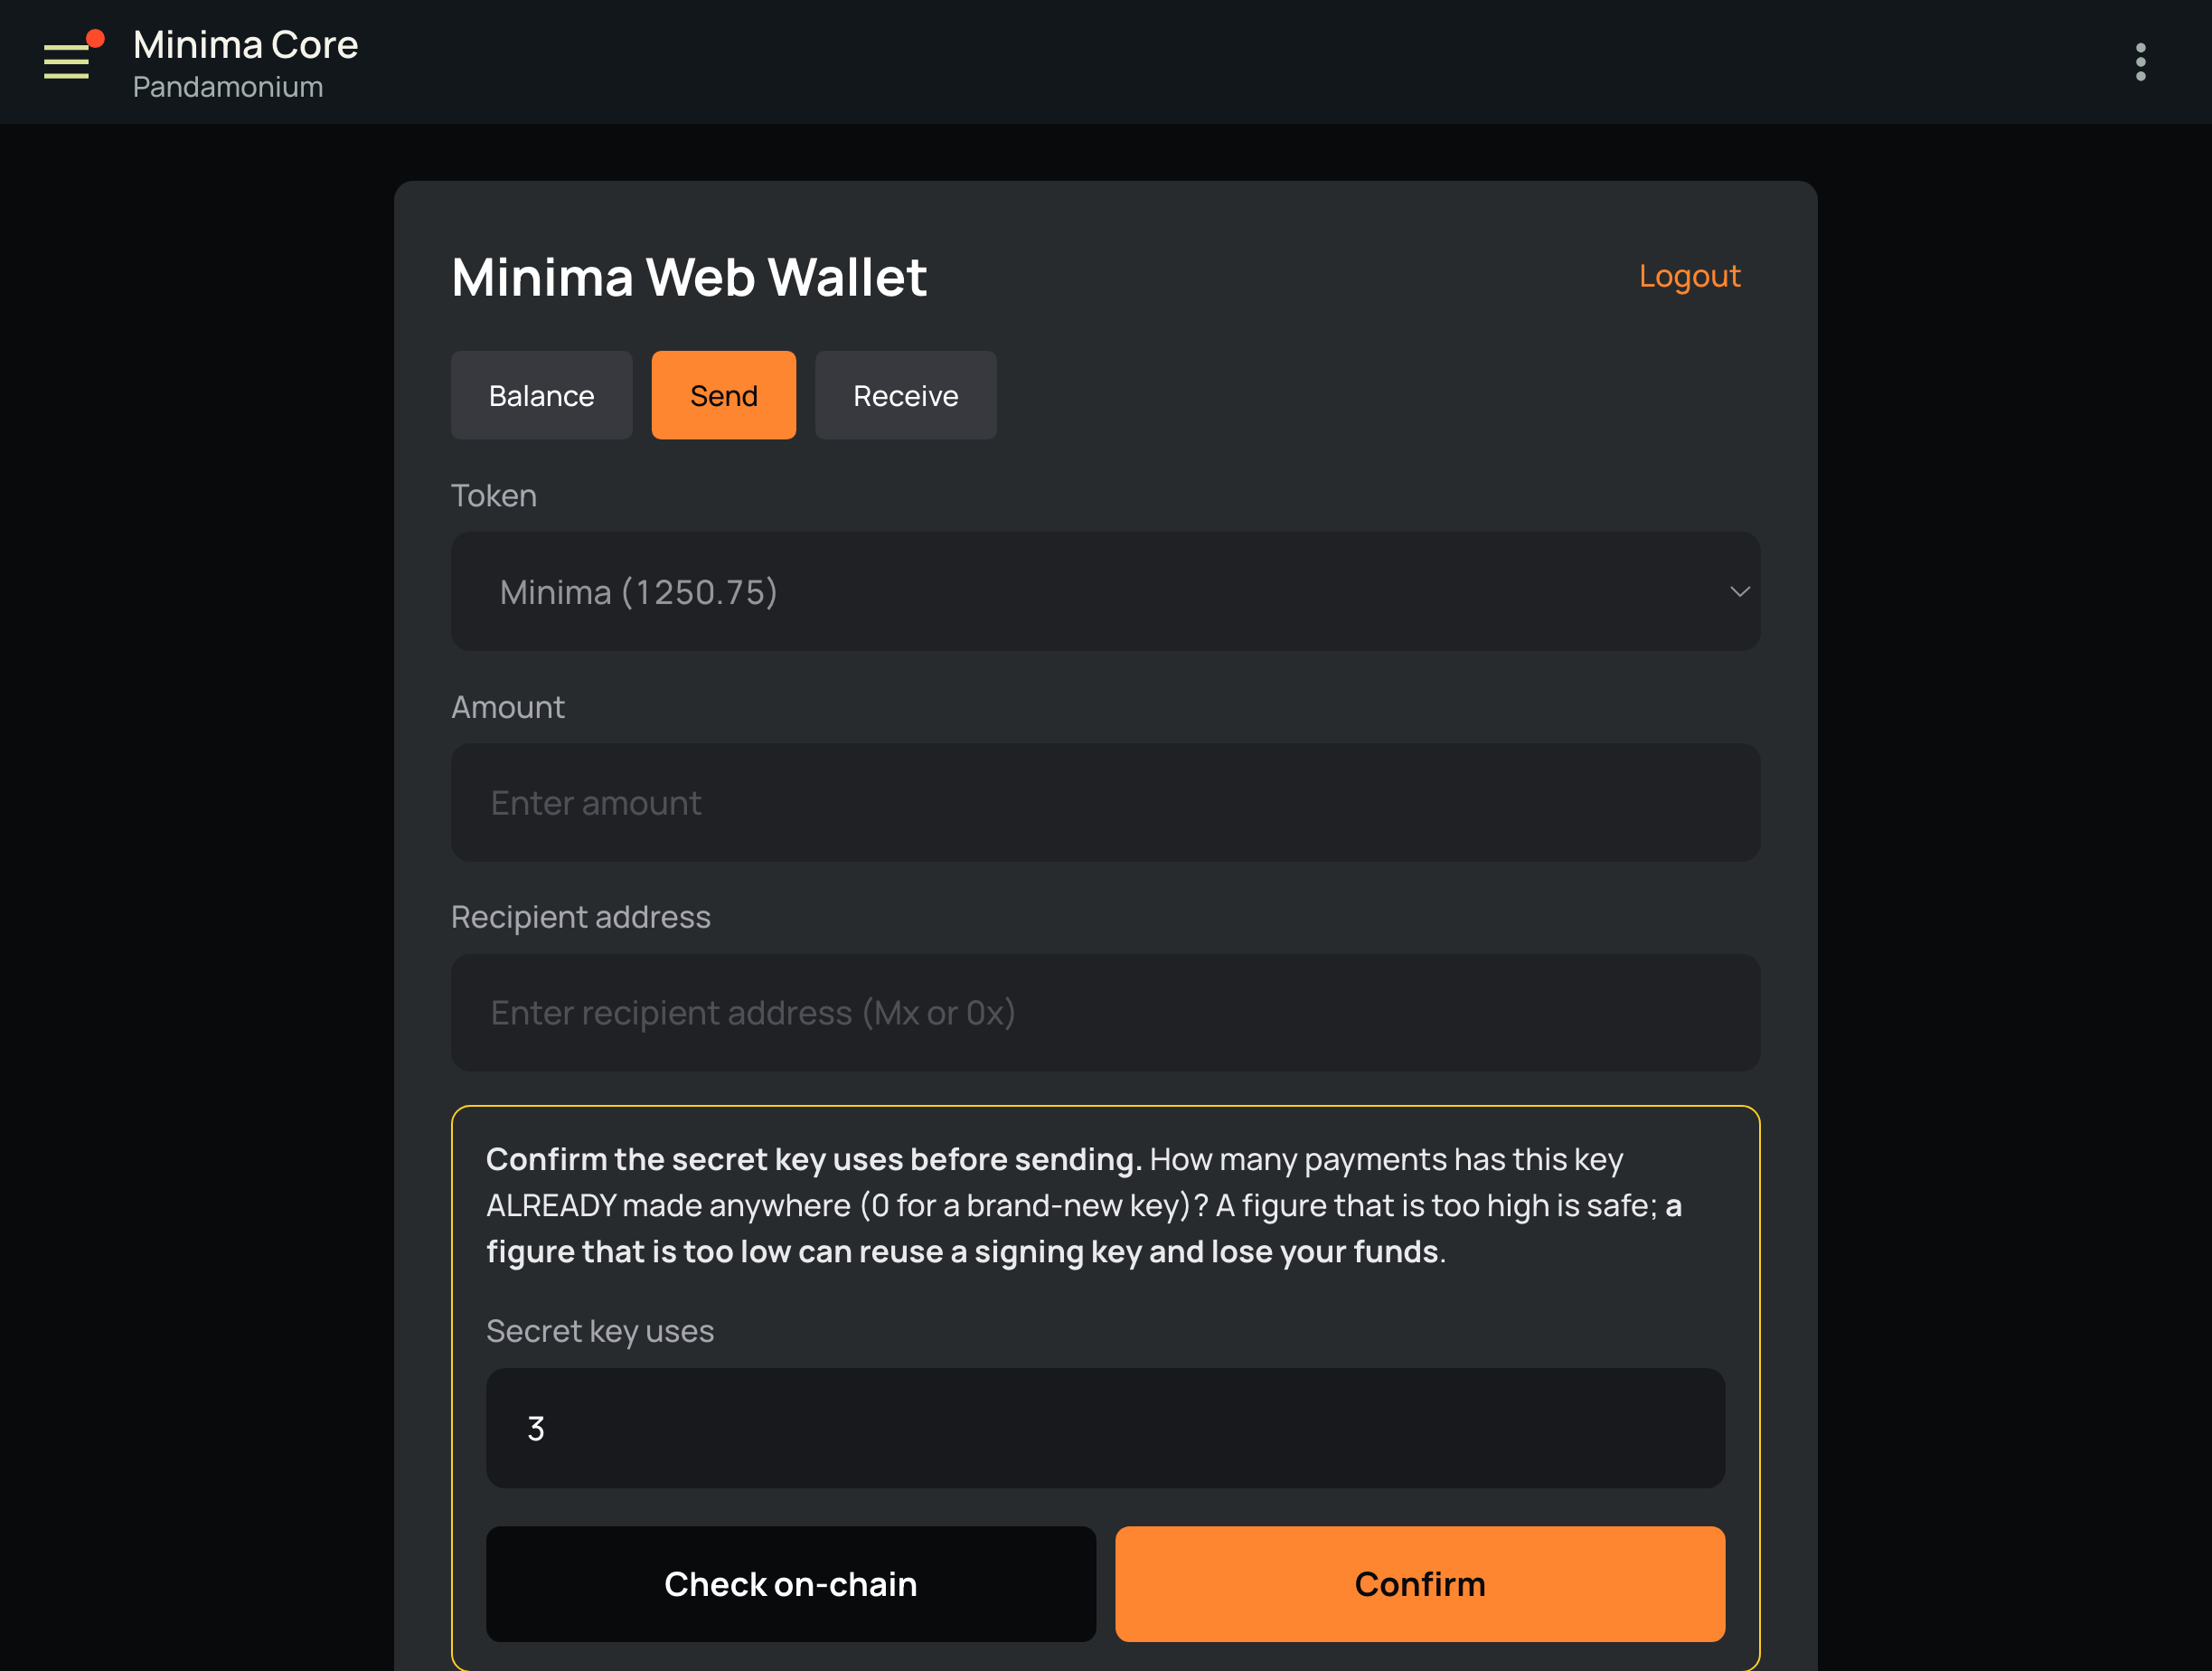 Minima Core
Pandamonium
Minima Web Wallet
Logout
Balance
Send
Receive
Token
Minima (1250.75)
Amount
Enter amount
Recipient address
Enter recipient address (Mx or 0x)
Confirm the secret key uses before sending. How many payments has this key
ALREADY made anywhere (0 for a brand-new key)? A figure that is too high is safe; a
figure that is too low can reuse a signing key and lose your funds.
Secret key uses
3
Check on-chain
Confirm